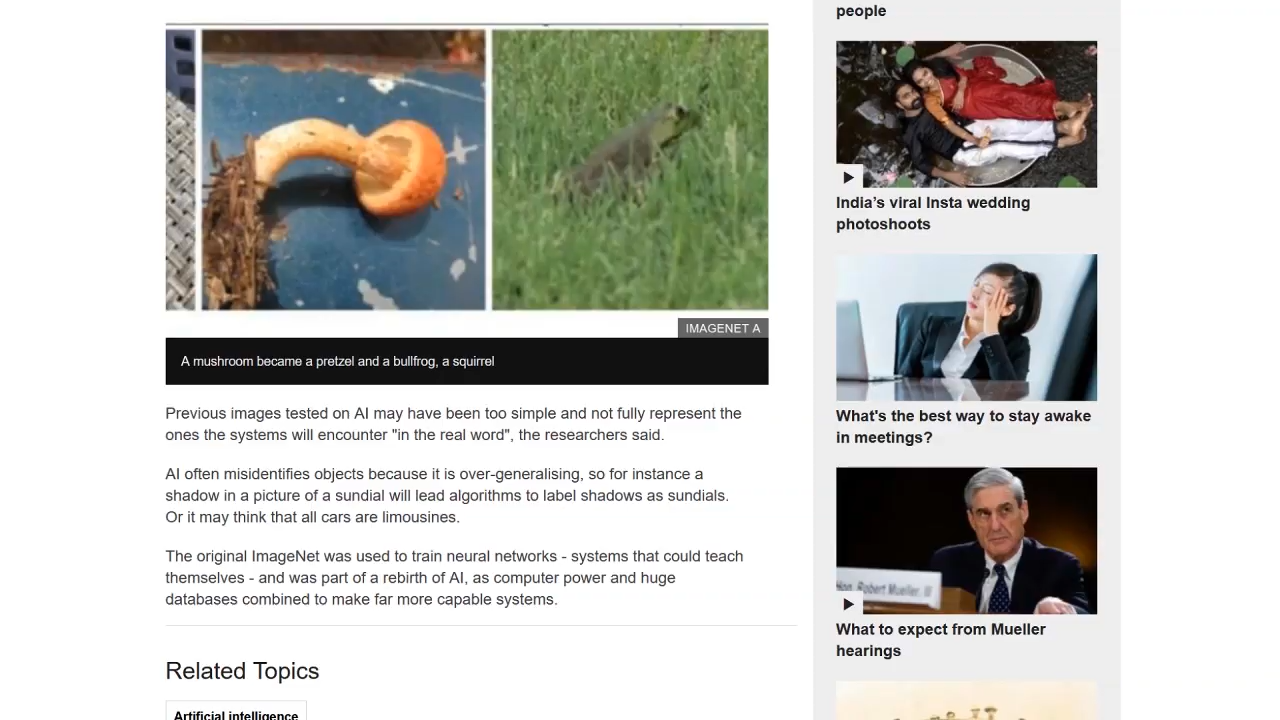 IMAGENET A
A mushroom became a pretzel and a bullfrog, a squirrel
Previous images tested on AI may have been too simple and not fully represent the
ones the systems will encounter "in the real word", the researchers said.
AI often misidentifies objects because it is over-generalising, so for instance a
shadow in a picture of a sundial will lead algorithms to label shadows as sundials.
Or it may think that all cars are limousines.
The original ImageNet was used to train neural networks - systems that could teach
themselves - and was part of a rebirth of AI, as computer power and huge
databases combined to make far more capable systems.
Related Topics
Artificial intelligence
people
India’s viral Insta wedding
photoshoots
What's the best way to stay awake
in meetings?
Hon. Robert Mueller, III
What to expect from Mueller
hearings